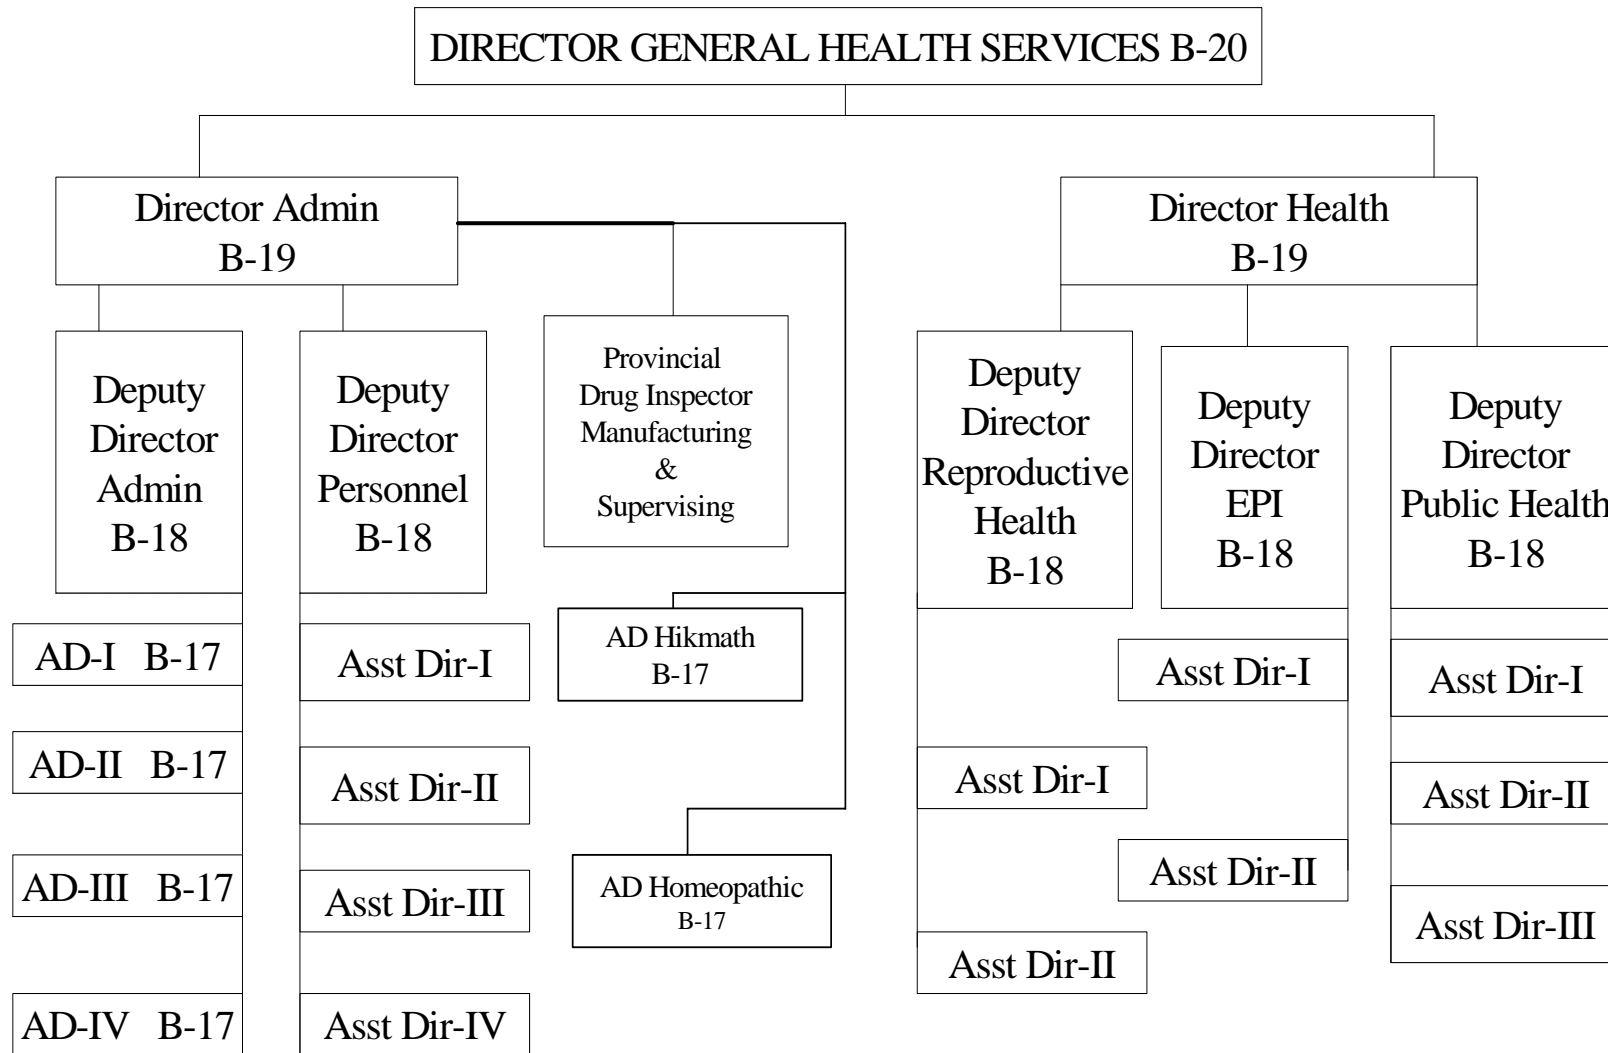 DIRECTOR GENERAL HEALTH SERVICES B-20
Director Admin
B-19
Director Health
B-19
Deputy
Director
Admin
B-18
Deputy
Director
Personnel
B-18
Provincial
Drug Inspector
Manufacturing
&
Supervising
Deputy
Director
Reproductive
Health
B-18
Deputy
Director
EPI
B-18
Deputy
Director
Public Health
B-18
AD-I B-17
AD-II B-17
AD-III B-17
AD-IV B-17
Asst Dir-I
Asst Dir-II
Asst Dir-III
Asst Dir-IV
AD Hikmath
B-17
AD Homeopathic
B-17
Asst Dir-I
Asst Dir-II
Asst Dir-I
Asst Dir-II
Asst Dir-I
Asst Dir-II
Asst Dir-III